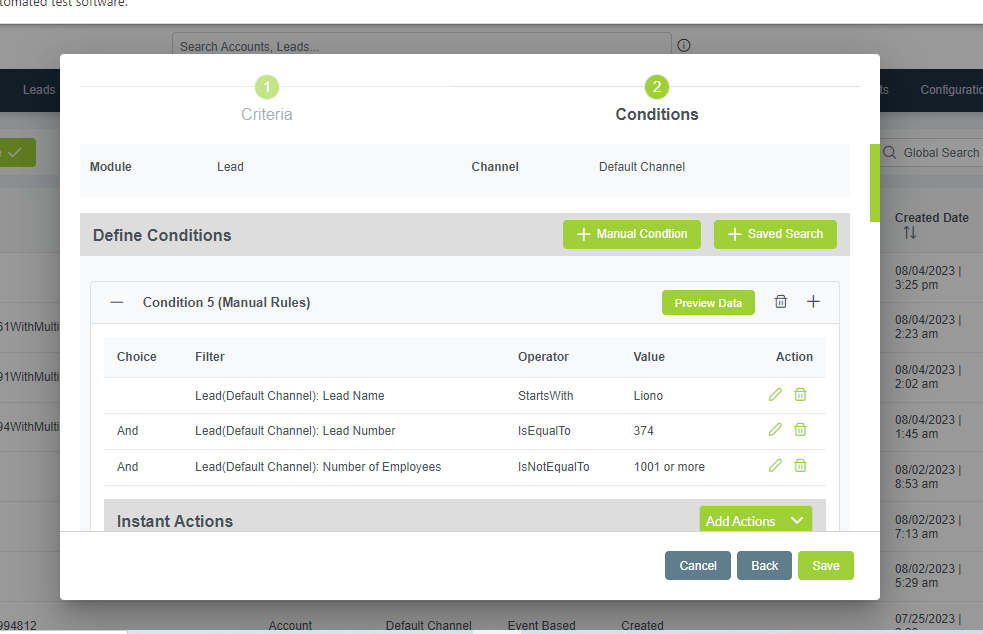 tomated test software.
Search Accounts, Leads...
Leads
ts
Configuratio
1
2
Criteria
Conditions
Module
Lead
Channel
Default Channel
Global Search
Define Conditions
+ Manual Condtion
+ Saved Search
Created Date
Condition 5 (Manual Rules)
Preview Data
Choice Filter Operator Value Action
Lead(Default Channel): Lead Name StartsWith Liono
And Lead(Default Channel): Lead Number IsEqualTo 374
And Lead(Default Channel): Number of Employees IsNotEqualTo 1001 or more
Instant Actions
Add Actions
Cancel
Back
Save
61WithMulti
91WithMulti
94WithMulti
08/04/2023 |
3:25 pm
08/04/2023 |
2:23 am
08/04/2023 |
2:02 am
08/04/2023 |
1:45 am
08/02/2023 |
8:53 am
08/02/2023 |
7:13 am
08/02/2023 |
5:29 am
07/25/2023 |
994812
Account
Default Channel
Event Based
Created